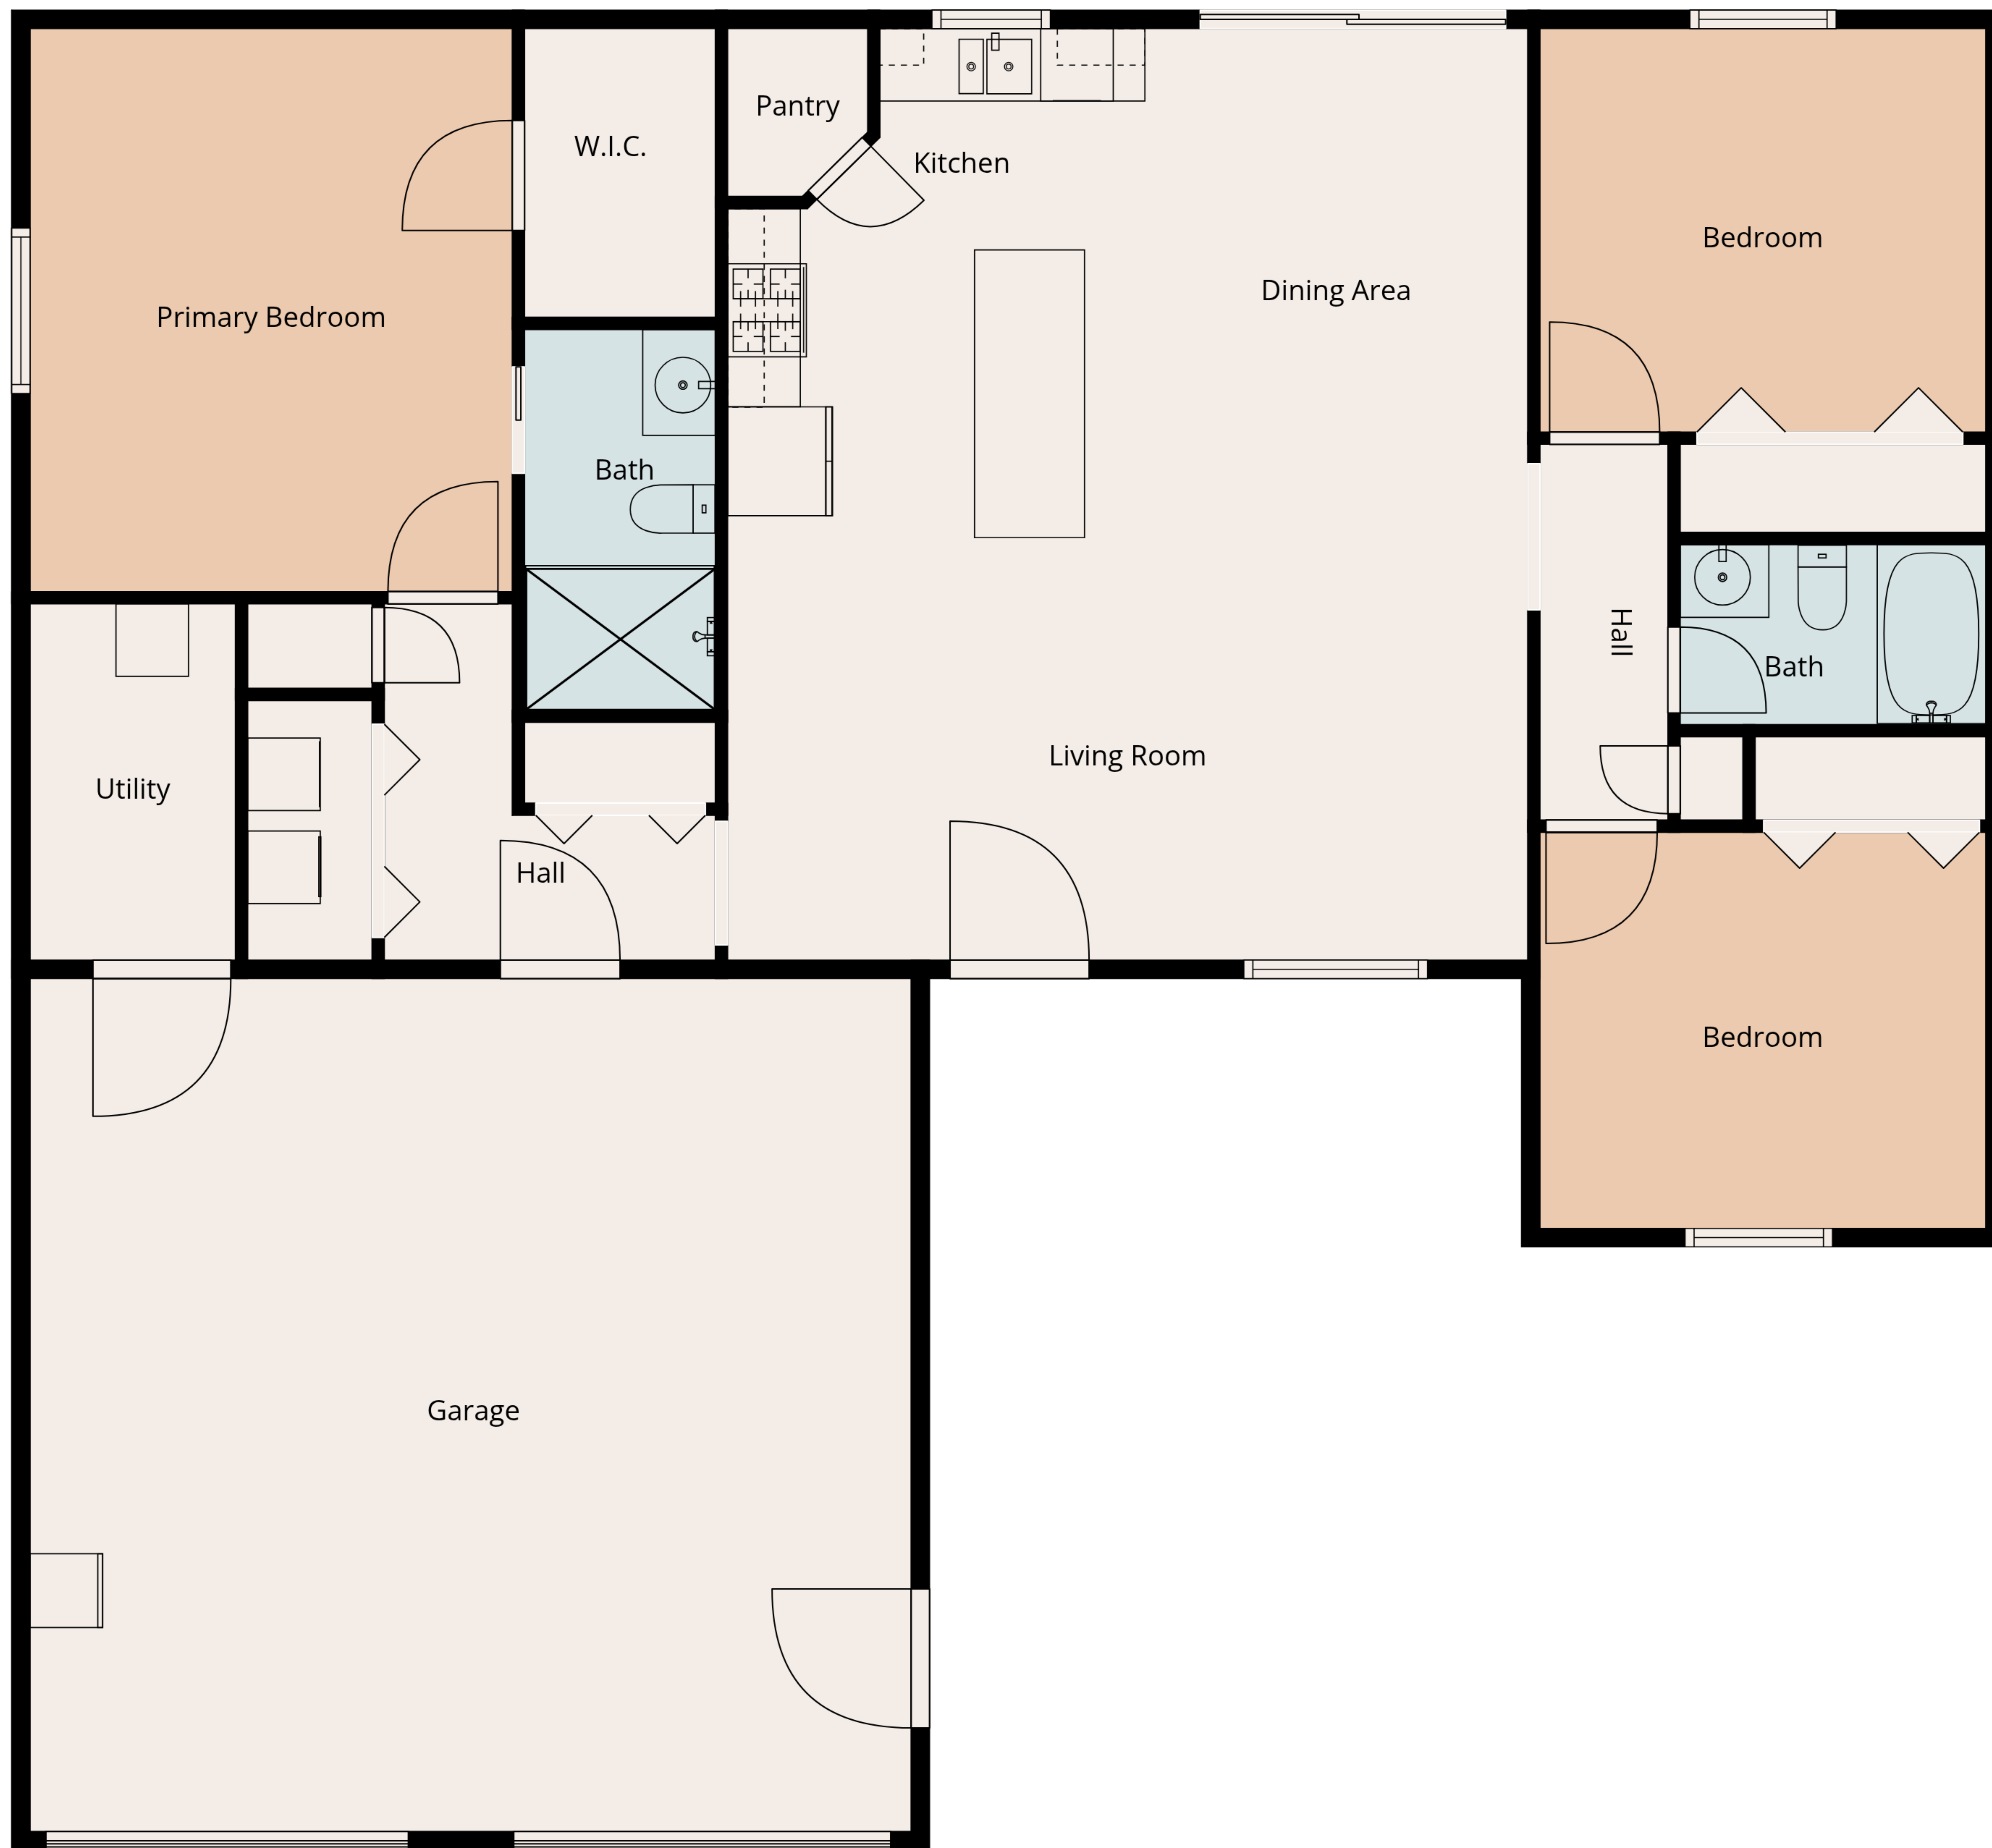 Pantry
W.I.C.
Kitchen
Bedroom
Dining Area
Primary Bedroom
Bath
Hall
Bath
Living Room
Utility
Hall
Bedroom
Garage